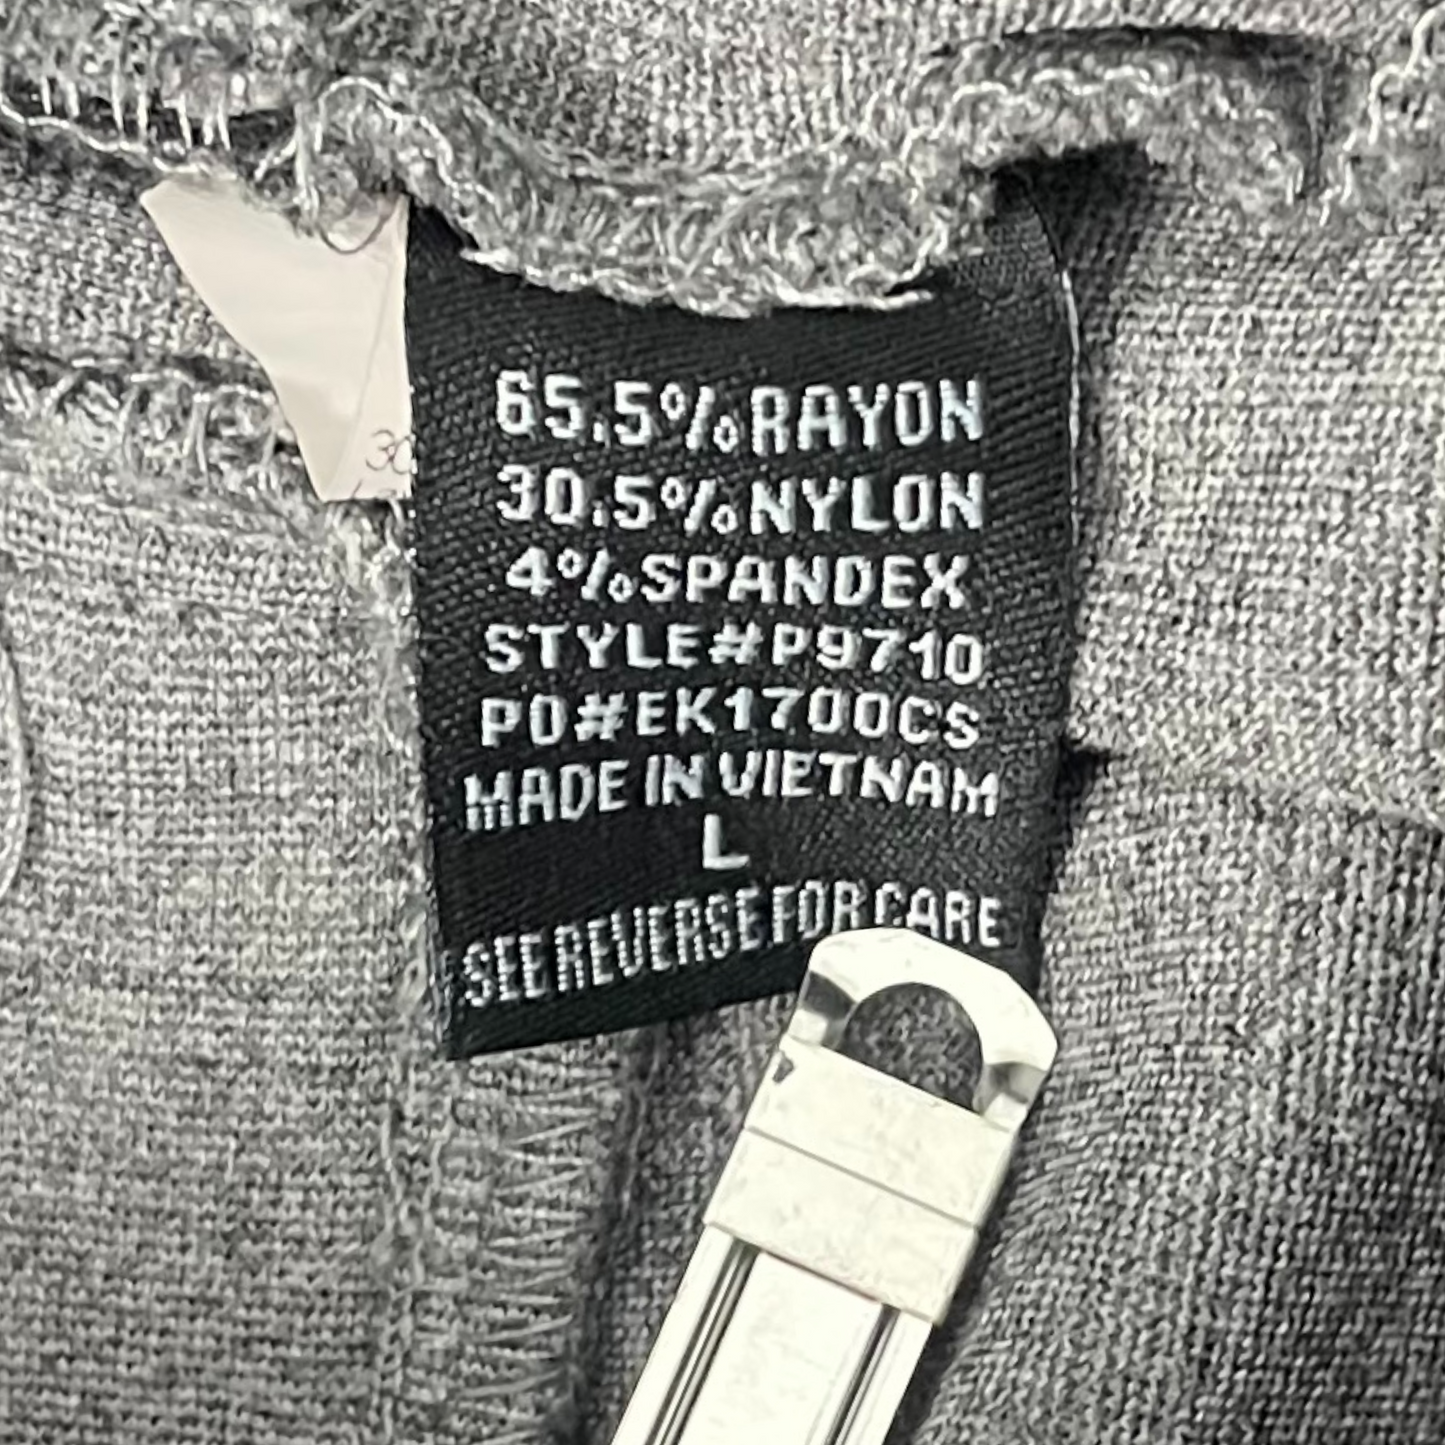 65.5%RAYON
30.5%NYLON
4%SPANDEX
STYLE#P9710
PO#EK1700CS
MADE IN VIETNAM
L
SEE REVERSE FOR CARE
30